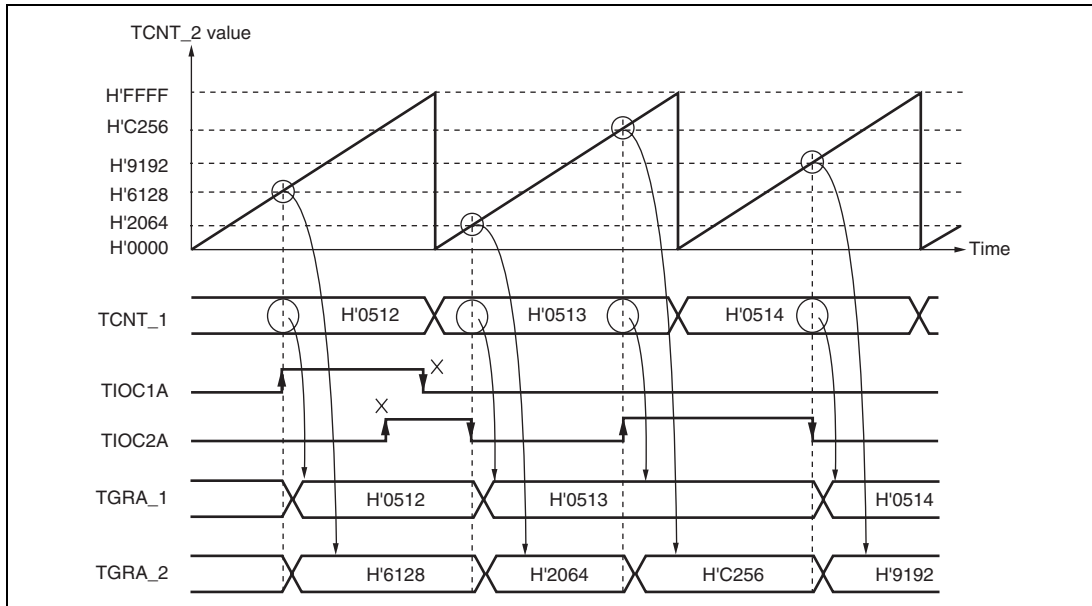 TCNT_2 value
H'FFFF
H'C256
H'9192
H'6128
H'2064
H'0000
Time
TCNT_1 H'0512 H'0513 H'0514
TIOC1A X
TIOC2A X
TGRA_1 H'0512 H'0513 H'0514
TGRA_2 H'6128 H'2064 H'C256 H'9192